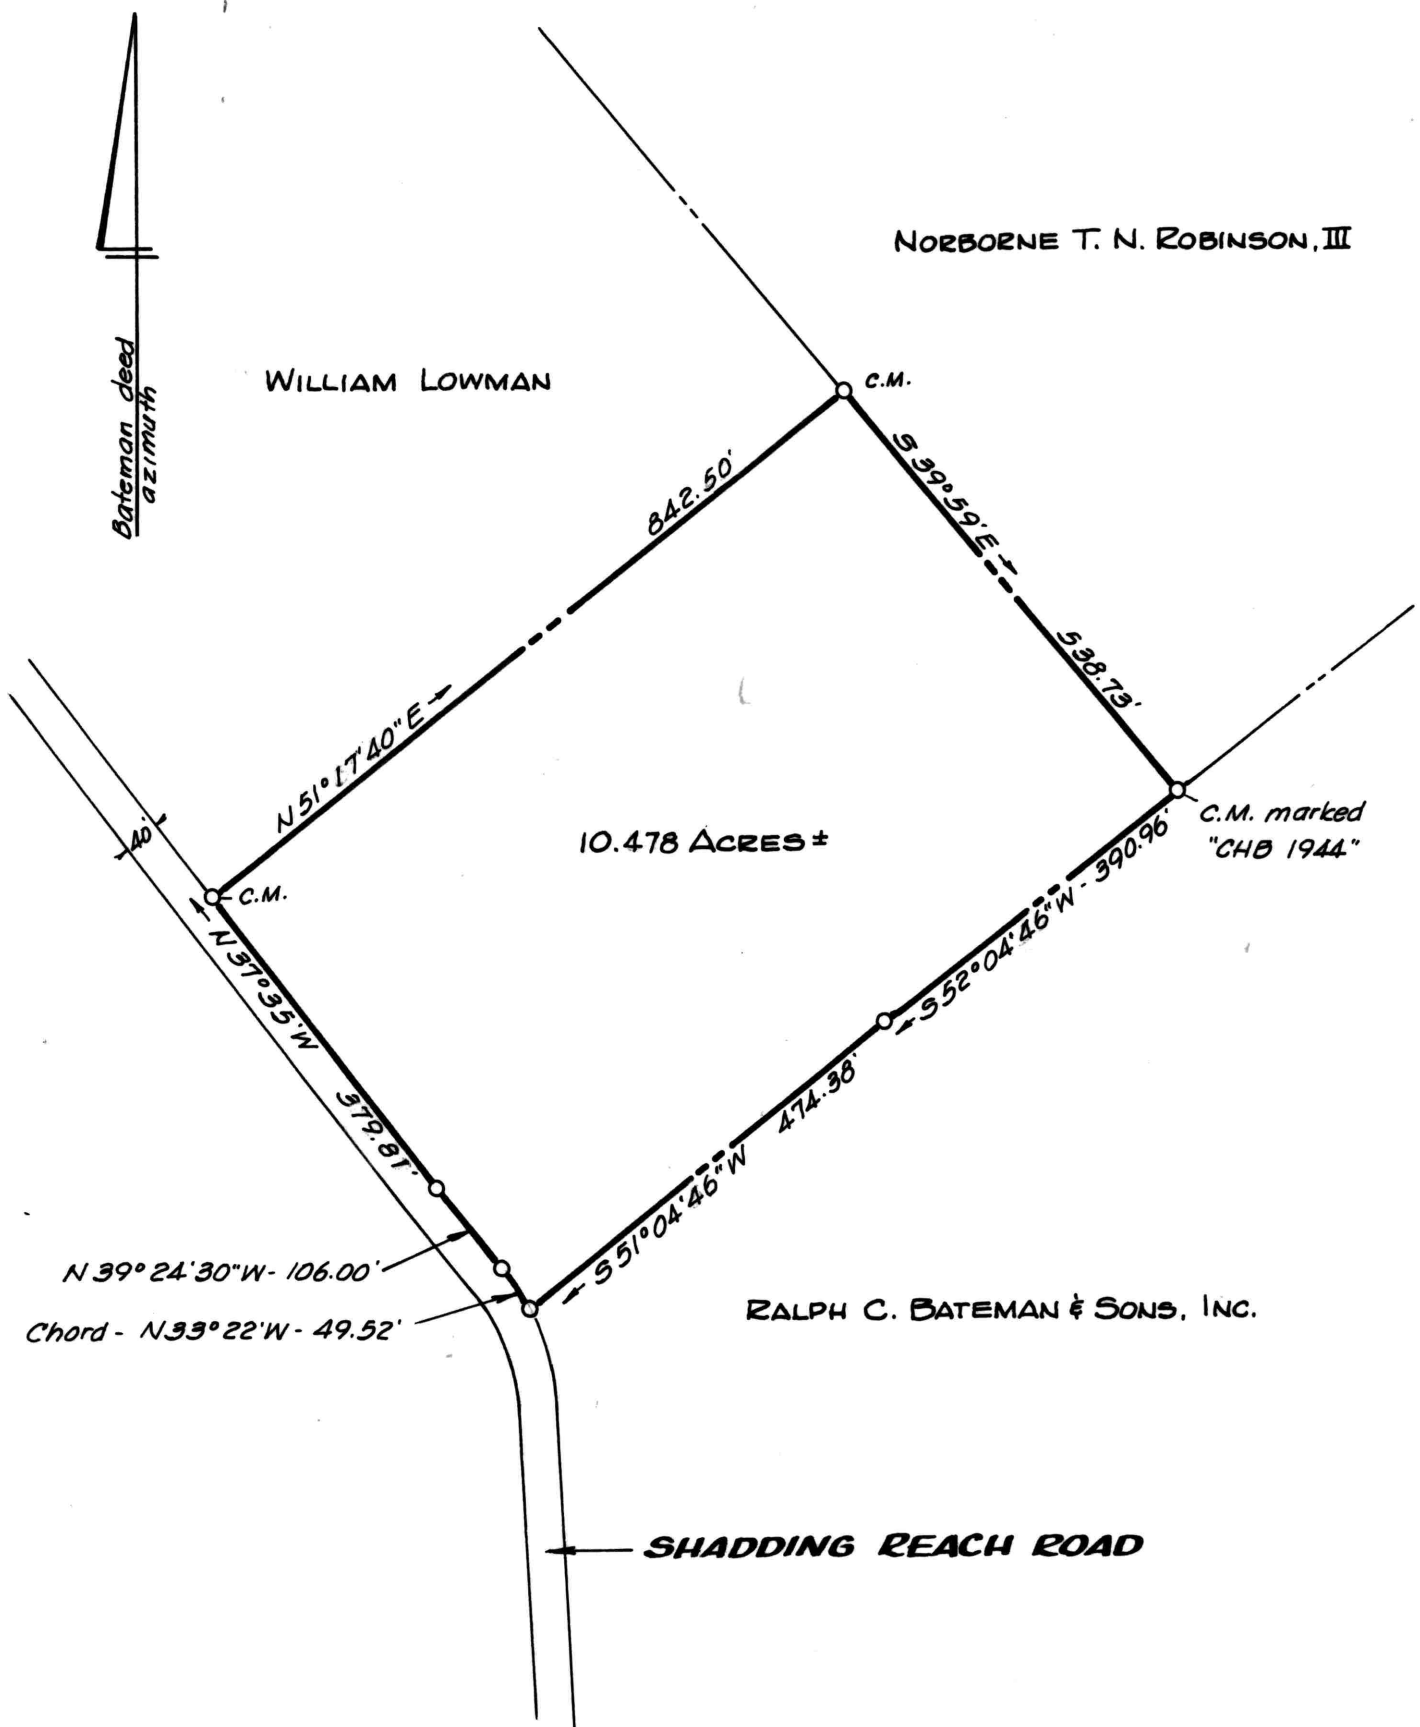 NORBORNE T. N. ROBINSON, III
Bateman deed
azimuth
WILLIAM LOWMAN
C.M.
842.50'
S 39° 59' E
538.73'
N 51° 17' 40" E
40'
10.478 ACRES ±
C.M. marked
"CHB 1944"
C.M.
S 52° 04' 46" W - 390.96'
N 37° 35' W
379.81'
474.38'
S 51° 04' 46" W
N 39° 24' 30" W - 106.00'
Chord - N 33° 22' W - 49.52'
RALPH C. BATEMAN & SONS, INC.
SHADDING REACH ROAD